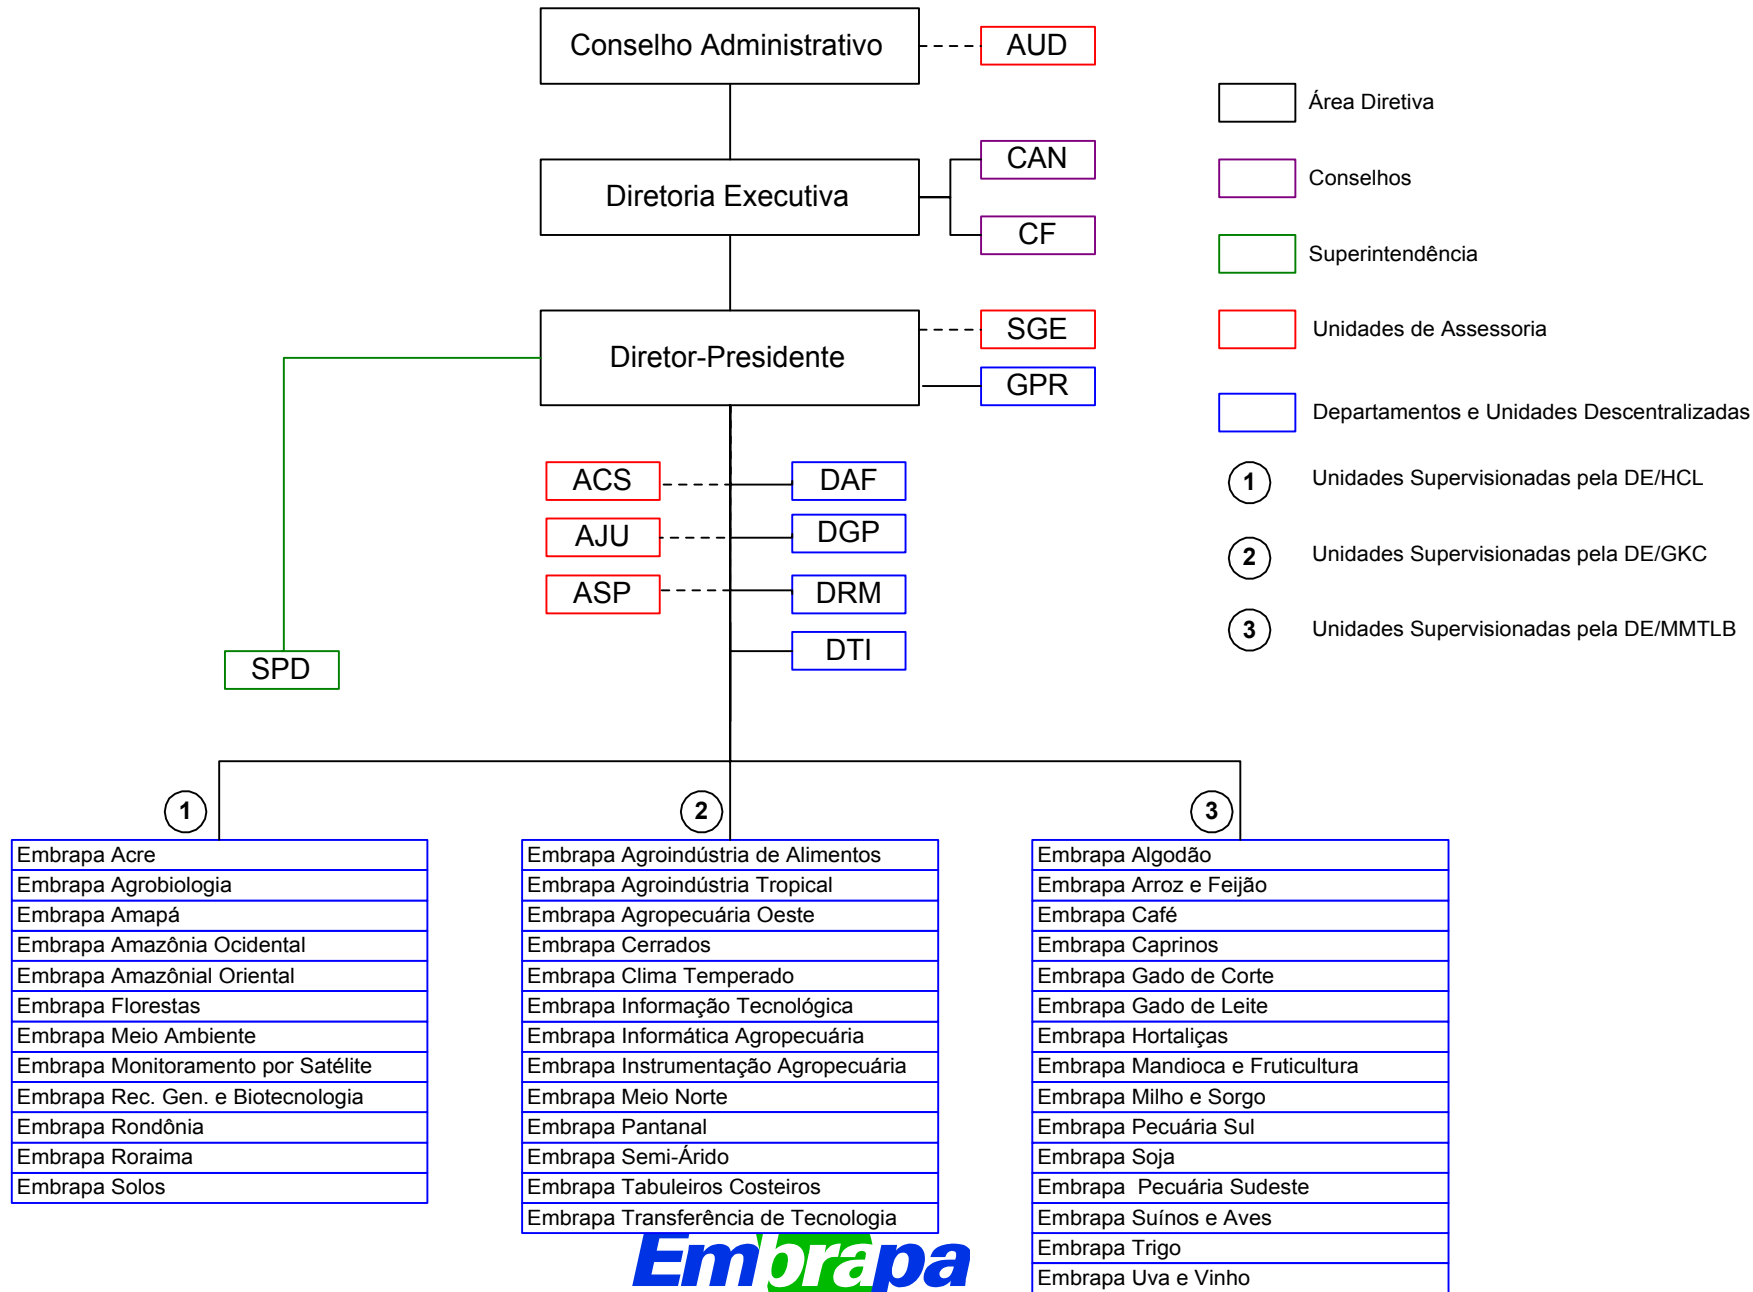 Conselho Administrativo
AUD
Diretoria Executiva
CAN
CF
Diretor-Presidente
SGE
GPR
ACS
DAF
AJU
DGP
ASP
DRM
DTI
SPD
Área Diretiva
Conselhos
Superintendência
Unidades de Assessoria
Departamentos e Unidades Descentralizadas
1 Unidades Supervisionadas pela DE/HCL
2 Unidades Supervisionadas pela DE/GKC
3 Unidades Supervisionadas pela DE/MMTLB
1
Embrapa Acre
Embrapa Agrobiologia
Embrapa Amapá
Embrapa Amazônia Ocidental
Embrapa Amazônial Oriental
Embrapa Florestas
Embrapa Meio Ambiente
Embrapa Monitoramento por Satélite
Embrapa Rec. Gen. e Biotecnologia
Embrapa Rondônia
Embrapa Roraima
Embrapa Solos
2
Embrapa Agroindústria de Alimentos
Embrapa Agroindústria Tropical
Embrapa Agropecuária Oeste
Embrapa Cerrados
Embrapa Clima Temperado
Embrapa Informação Tecnológica
Embrapa Informática Agropecuária
Embrapa Instrumentação Agropecuária
Embrapa Meio Norte
Embrapa Pantanal
Embrapa Semi-Árido
Embrapa Tabuleiros Costeiros
Embrapa Transferência de Tecnologia
3
Embrapa Algodão
Embrapa Arroz e Feijão
Embrapa Café
Embrapa Caprinos
Embrapa Gado de Corte
Embrapa Gado de Leite
Embrapa Hortaliças
Embrapa Mandioca e Fruticultura
Embrapa Milho e Sorgo
Embrapa Pecuária Sul
Embrapa Soja
Embrapa Pecuária Sudeste
Embrapa Suínos e Aves
Embrapa Trigo
Embrapa Uva e Vinho
Embrapa